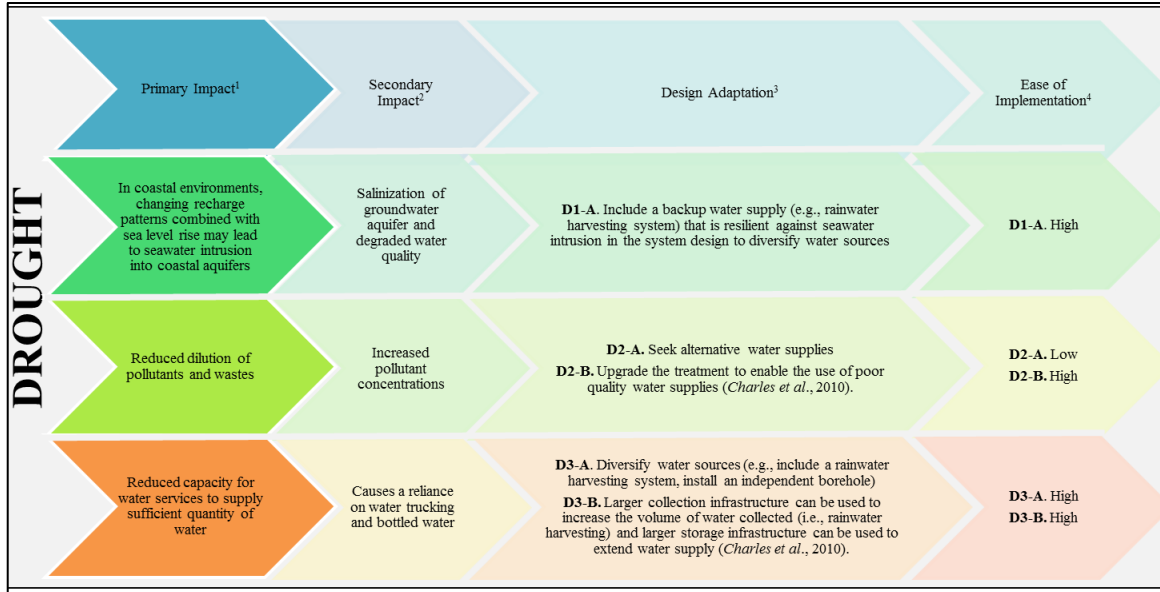 DROUGHT
Primary Impact¹
Secondary
Impact²
Design Adaptation³
Ease of
Implementation⁴
In coastal environments,
changing recharge
patterns combined with
sea level rise may lead
to seawater intrusion
into coastal aquifers
Salinization of
groundwater
aquifer and
degraded water
quality
D1-A. Include a backup water supply (e.g., rainwater
harvesting system) that is resilient against seawater
intrusion in the system design to diversify water sources
D1-A. High
Reduced dilution of
pollutants and wastes
Increased
pollutant
concentrations
D2-A. Seek alternative water supplies
D2-B. Upgrade the treatment to enable the use of poor
quality water supplies (Charles et al., 2010).
D2-A. Low
D2-B. High
Reduced capacity for
water services to supply
sufficient quantity of
water
Causes a reliance
on water trucking
and bottled water
D3-A. Diversify water sources (e.g., include a rainwater
harvesting system, install an independent borehole)
D3-B. Larger collection infrastructure can be used to
increase the volume of water collected (i.e., rainwater
harvesting) and larger storage infrastructure can be used to
extend water supply (Charles et al., 2010).
D3-A. High
D3-B. High